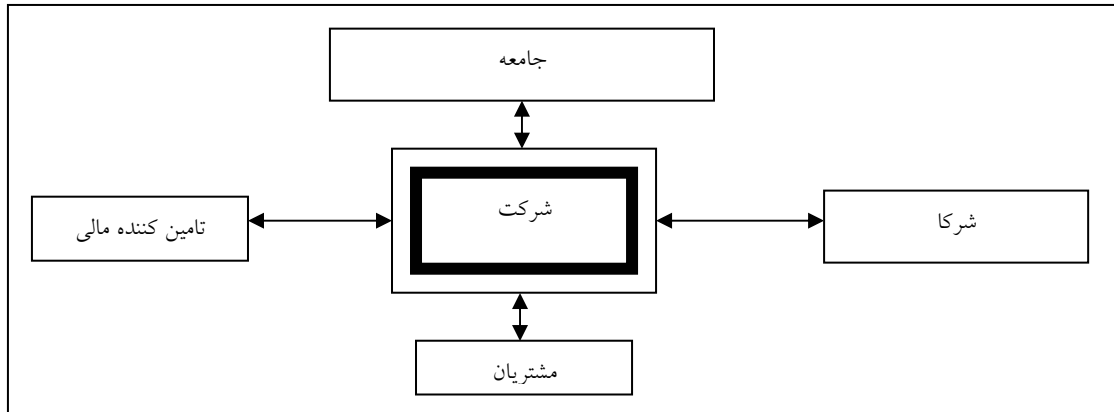 جامعه
شرکت
شرکا
تامین کننده مالی
مشتریان